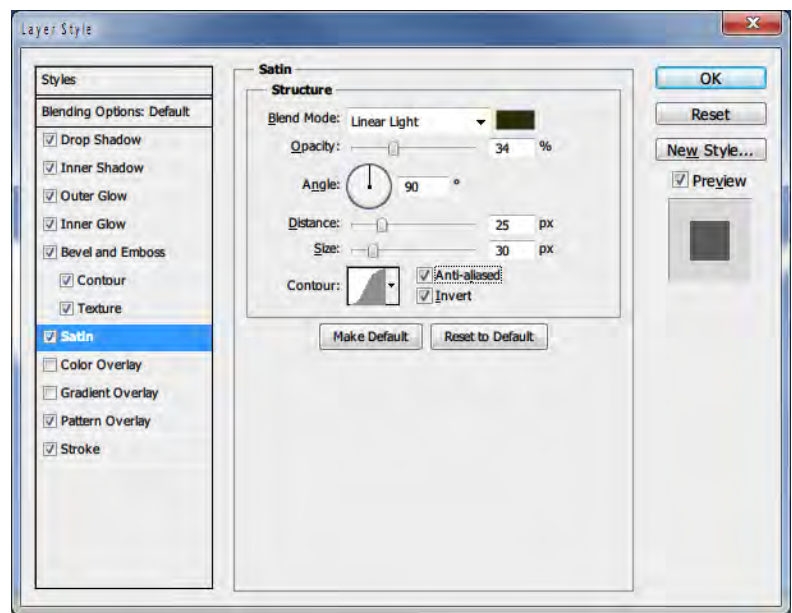 Layer Style
Styles
Blending Options: Default
Drop Shadow
Inner Shadow
Outer Glow
Inner Glow
Bevel and Emboss
Contour
Texture
Satin
Color Overlay
Gradient Overlay
Pattern Overlay
Stroke
Satin
Structure
Blend Mode: Linear Light
Opacity: 34 %
Angle: 90 °
Distance: 25 px
Size: 30 px
Contour: Anti-aliased
Invert
Make Default Reset to Default
OK
Reset
New Style...
Preview